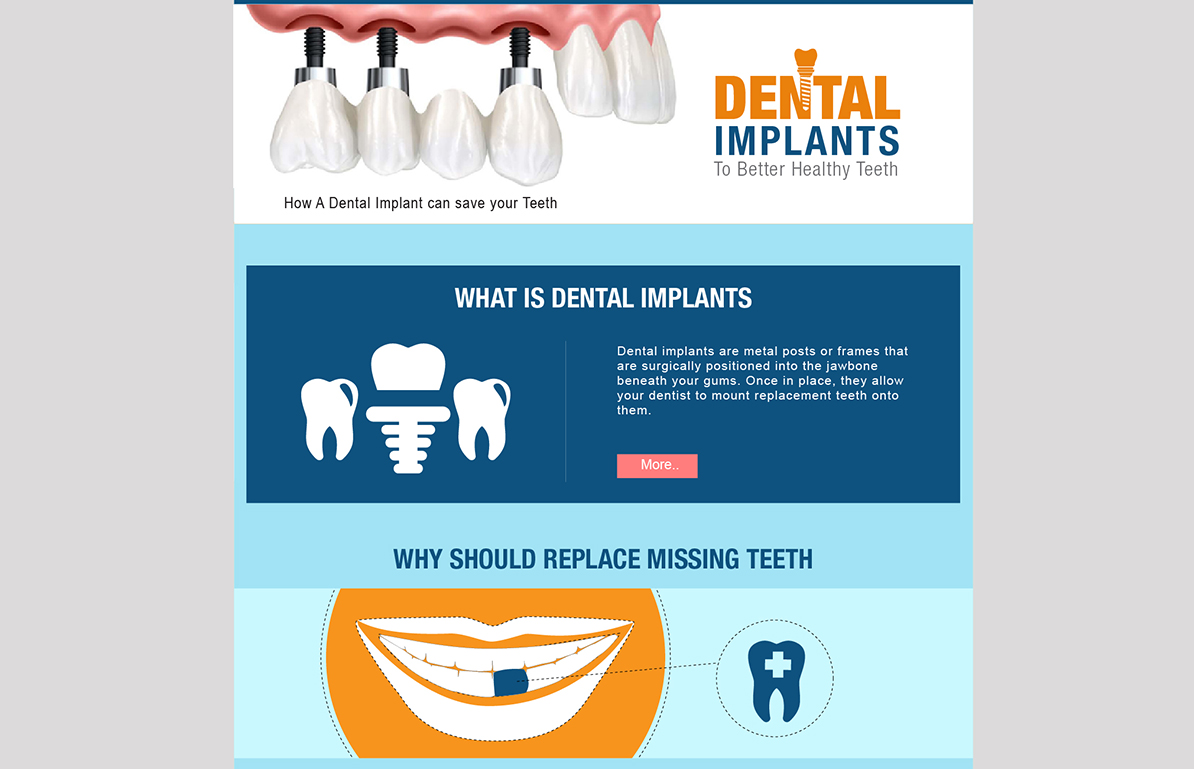 DENTAL
IMPLANTS
To Better Healthy Teeth
How A Dental Implant can save your Teeth
WHAT IS DENTAL IMPLANTS
Dental implants are metal posts or frames that
are surgically positioned into the jawbone
beneath your gums. Once in place, they allow
your dentist to mount replacement teeth onto
them.
More..
WHY SHOULD REPLACE MISSING TEETH